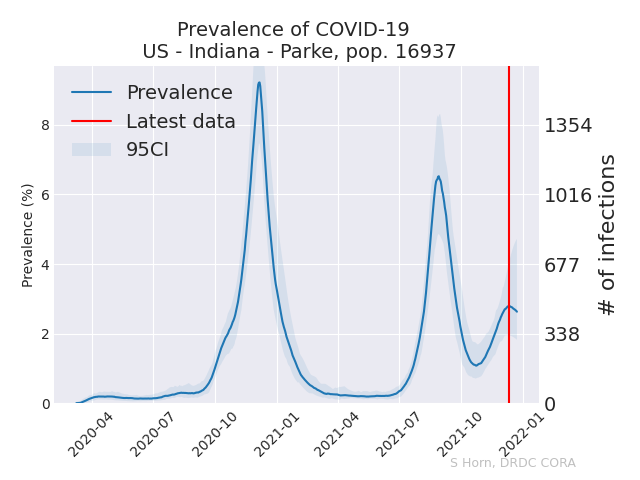 Prevalence of COVID-19
US - Indiana - Parke, pop. 16937
Prevalence
Latest data
95CI
Prevalence (%)
8
6
4
2
0
1354
1016
677
338
0
# of infections
2020-04
2020-07
2020-10
2021-01
2021-04
2021-07
2021-10
2022-01
S Horn, DRDC CORA